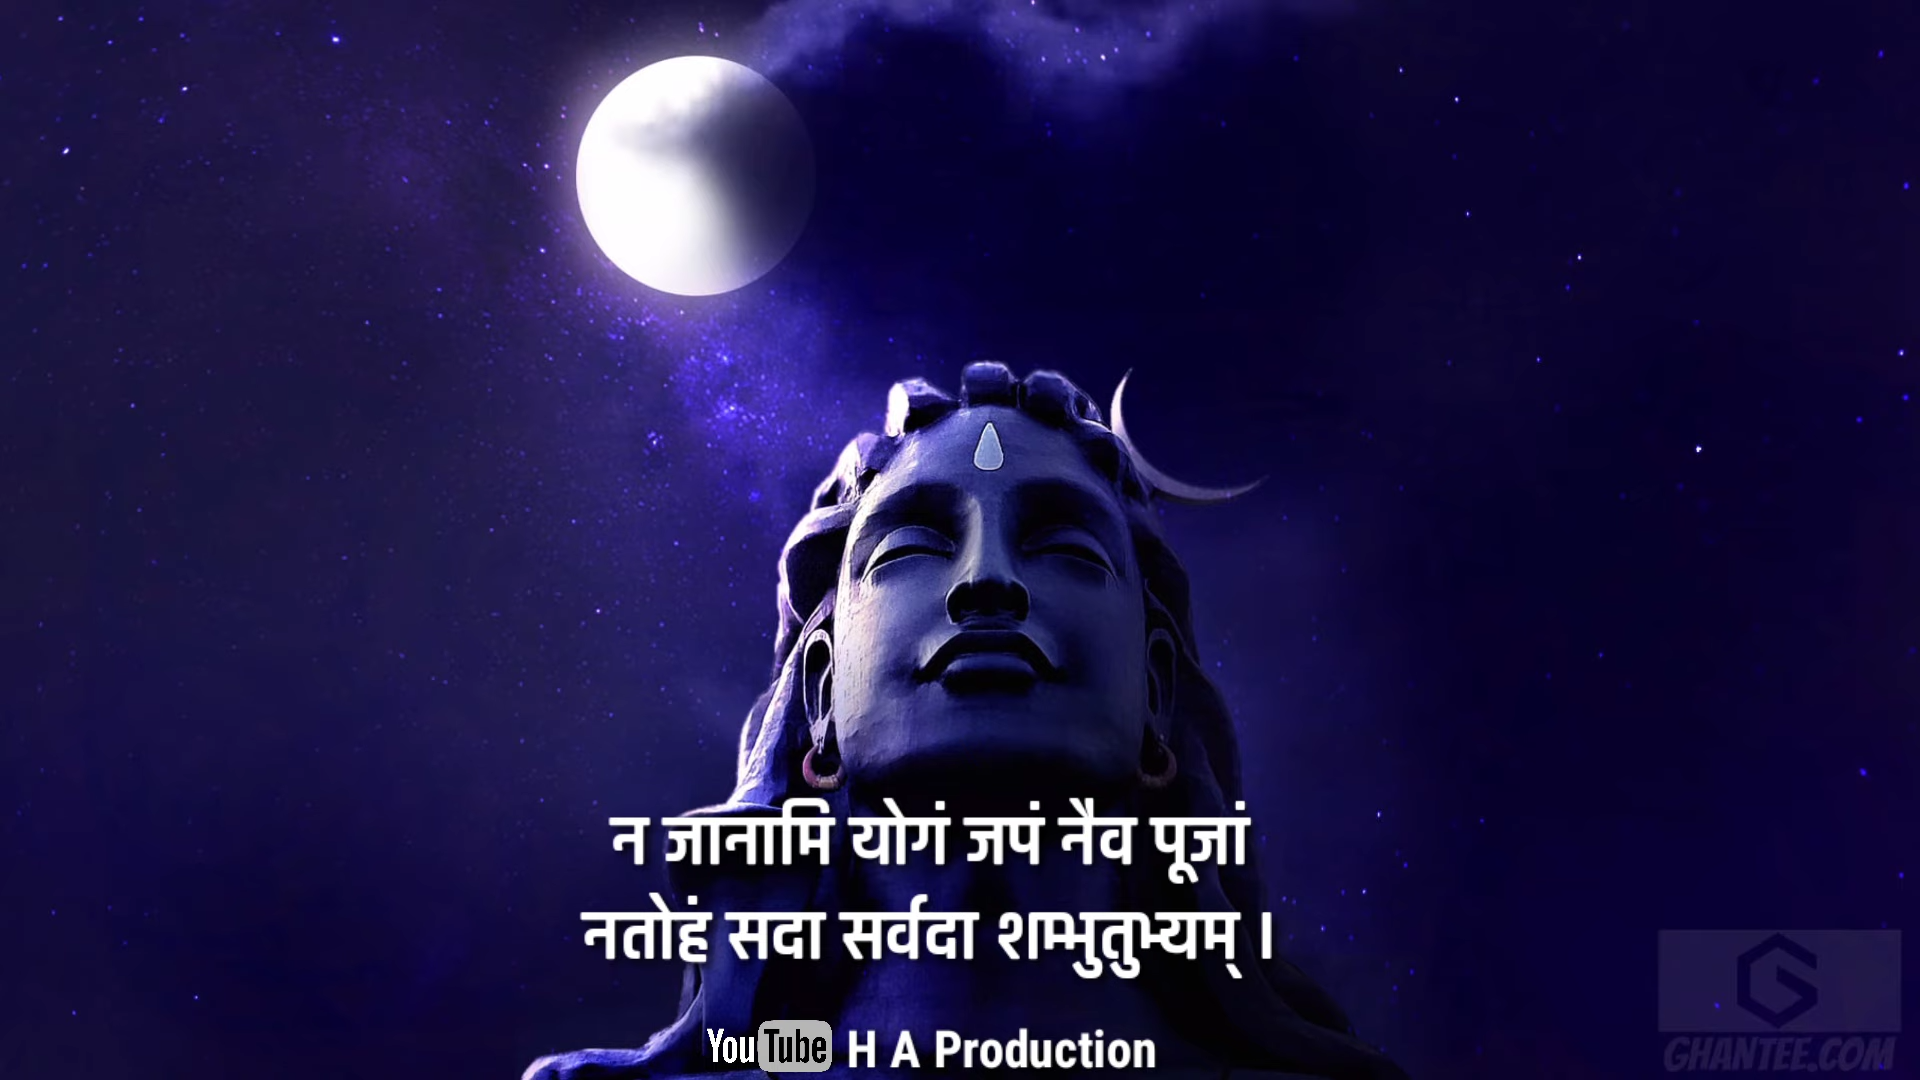 न जानामि योगं जपं नैव पूजां
नतोहं सदा सर्वदा शम्भुतुभ्यम् ।
YouTube H A Production
G
GHANTEE.COM